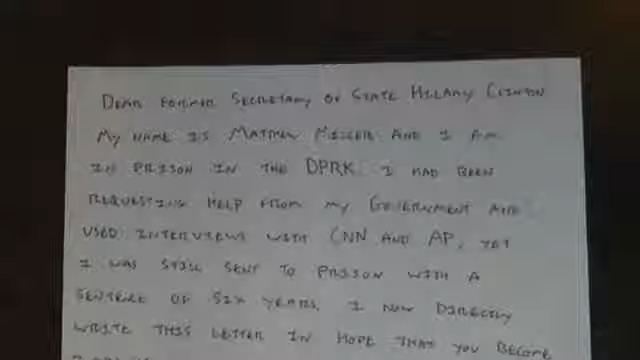 DEAR FORMER SECRETARY OF STATE HILARY CLINTON
MY NAME IS MATTHEW MILLER AND I AM
IN PRISON IN THE DPRK. I HAD BEEN
REQUESTING HELP FROM MY GOVERNMENT AND
USED INTERVIEWS WITH CNN AND AP, YET
I WAS STILL SENT TO PRISON WITH A
SENTENCE OF SIX YEARS. I NOW DIRECTLY
WRITE THIS LETTER IN HOPE THAT YOU BECOME